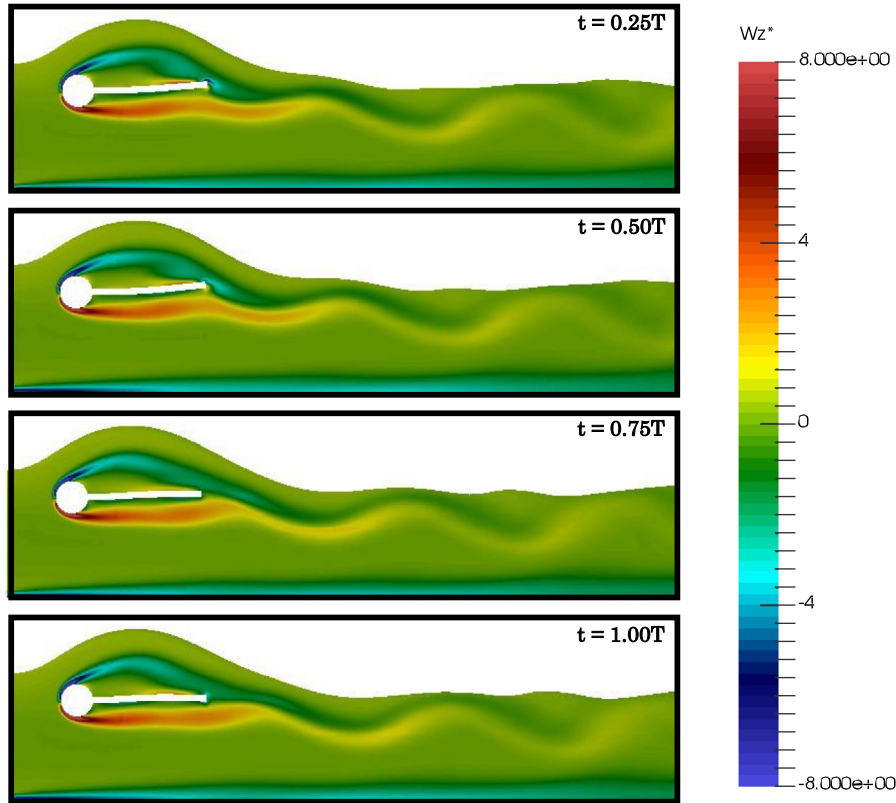 t = 0.25T
t = 0.50T
t = 0.75T
t = 1.00T
Wz*
8.000e+00
4
0
-4
-8.000e+00